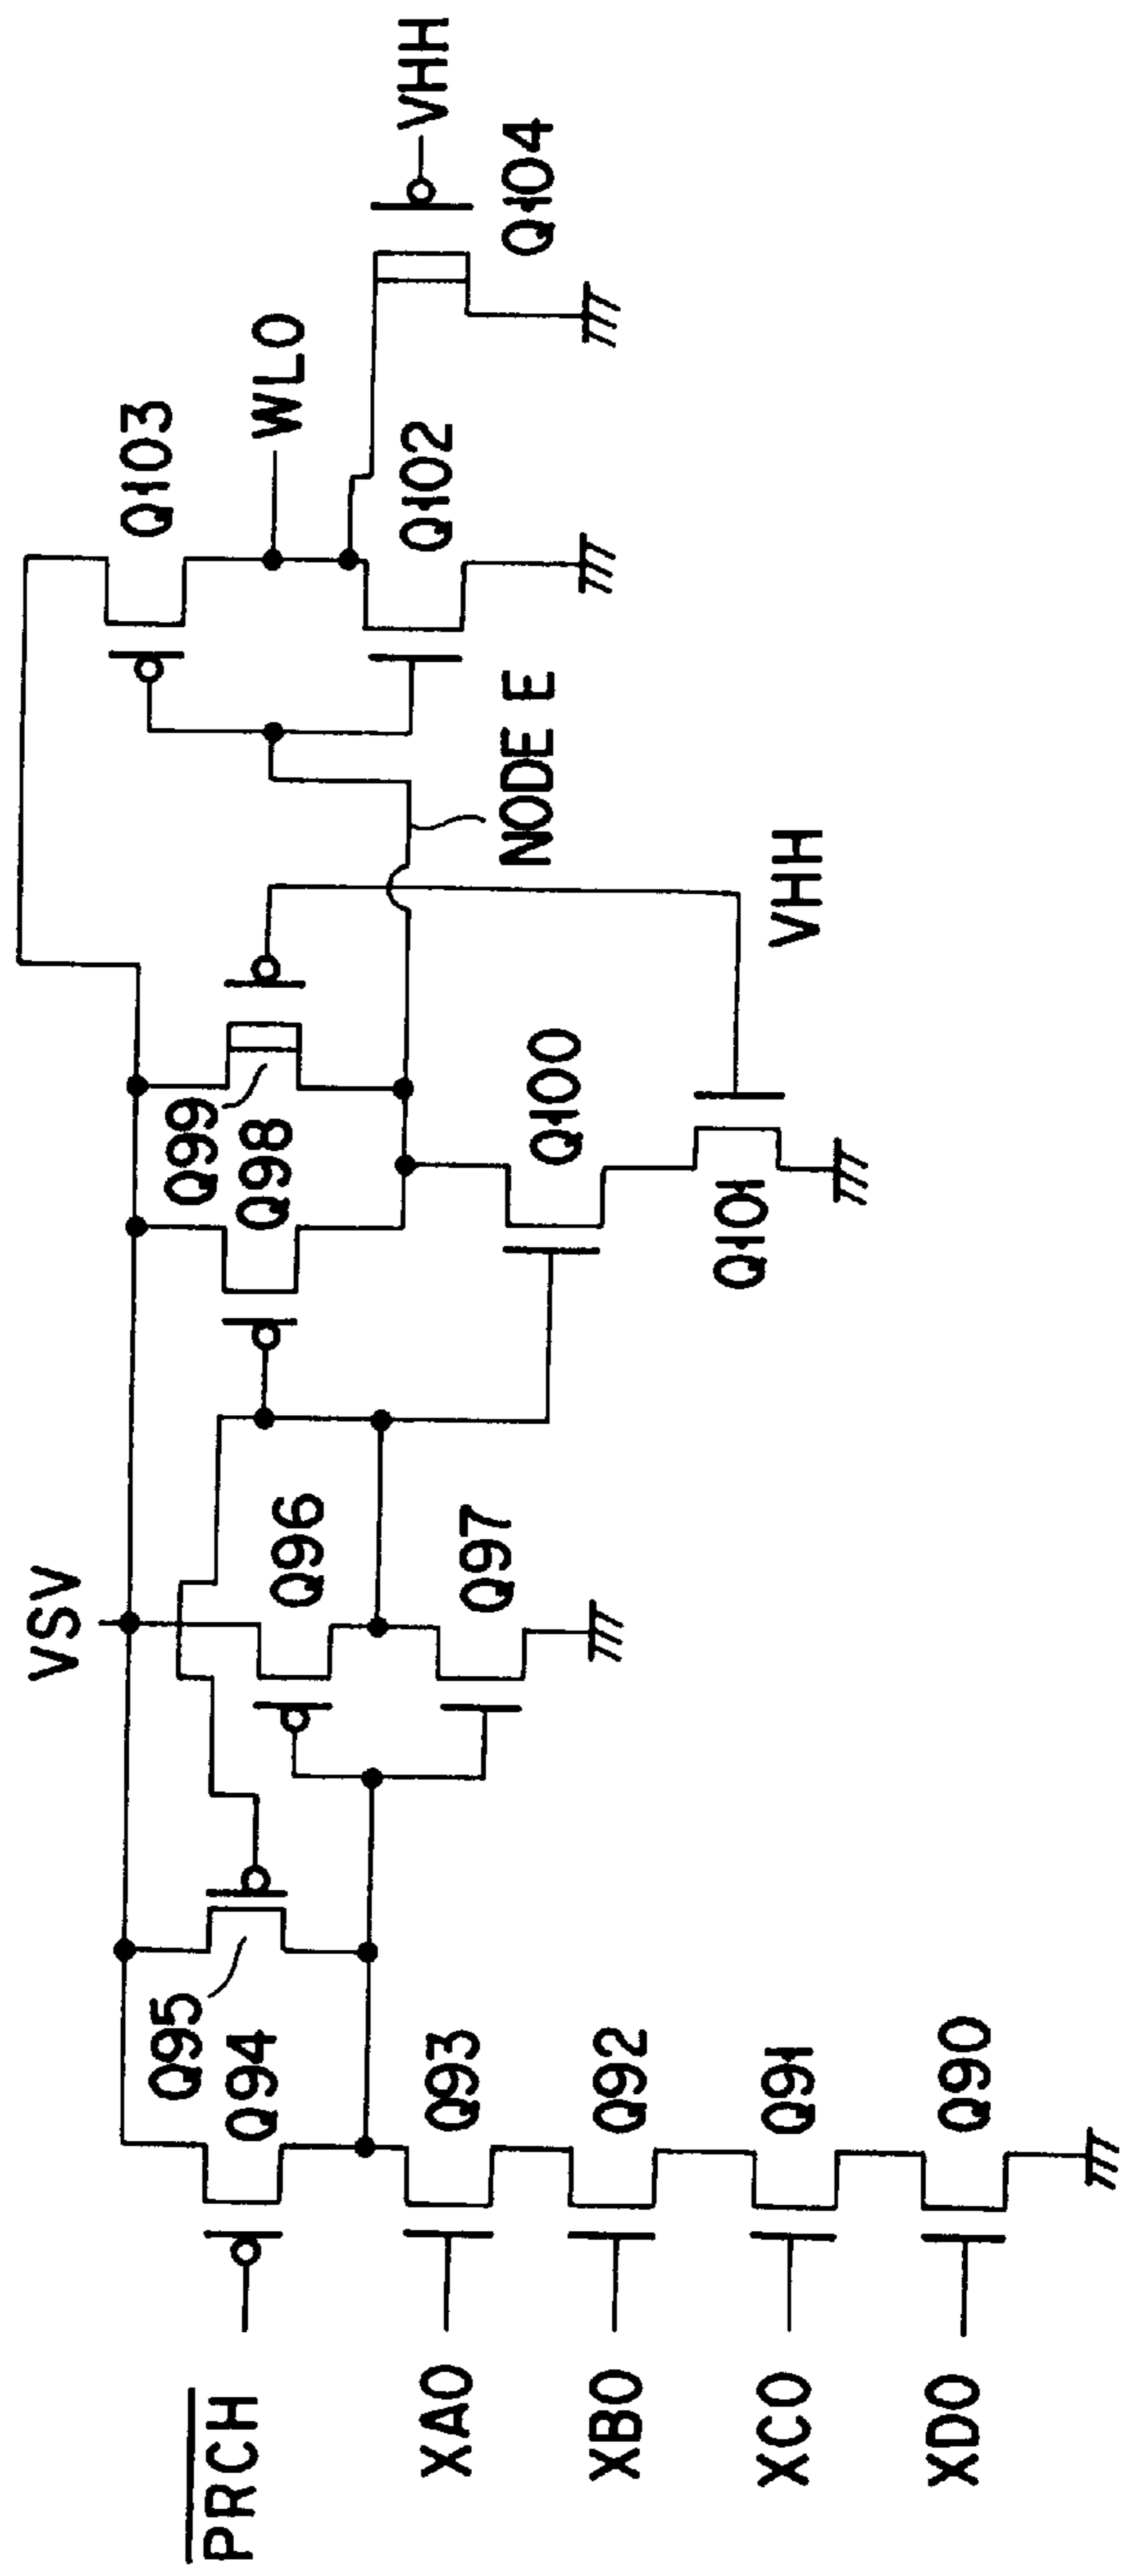 VSV
PRCH
XA0
XB0
XC0
XD0
Q95
Q94
Q93
Q92
Q91
Q90
Q96
Q97
Q99
Q98
Q100
Q101
VHH
NODE E
Q103
WL0
Q102
Q104
VHH